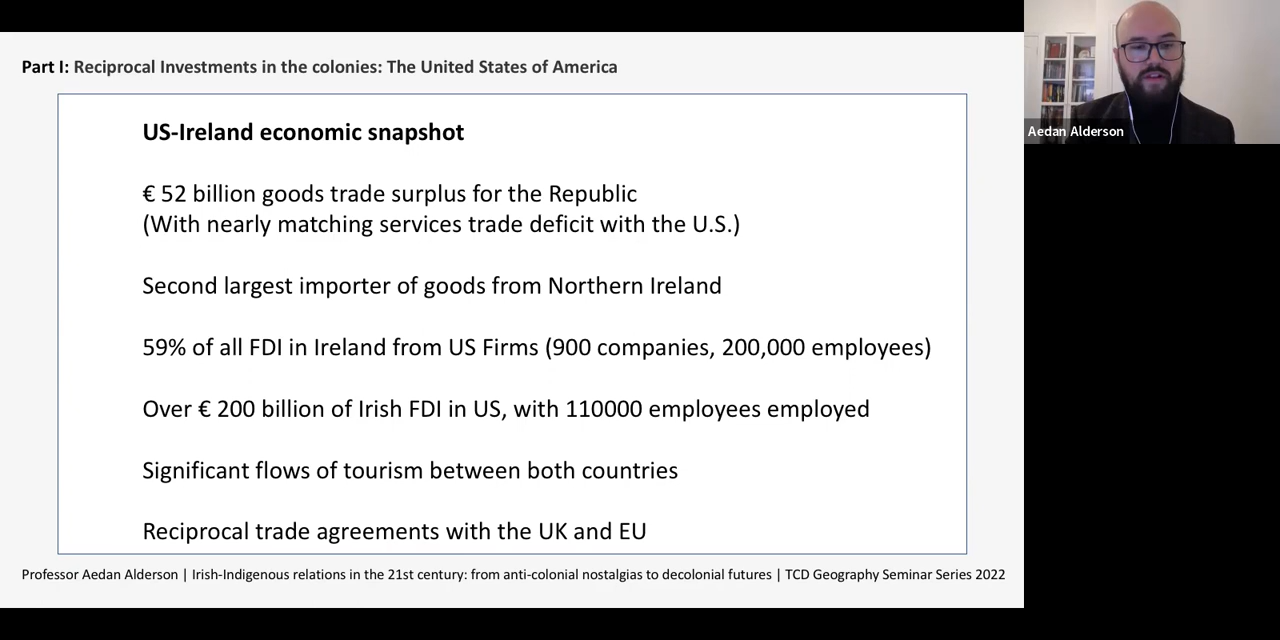 Part I: Reciprocal Investments in the colonies: The United States of America
US-Ireland economic snapshot
€ 52 billion goods trade surplus for the Republic
(With nearly matching services trade deficit with the U.S.)
Second largest importer of goods from Northern Ireland
59% of all FDI in Ireland from US Firms (900 companies, 200,000 employees)
Over € 200 billion of Irish FDI in US, with 110000 employees employed
Significant flows of tourism between both countries
Reciprocal trade agreements with the UK and EU
Professor Aedan Alderson | Irish-Indigenous relations in the 21st century: from anti-colonial nostalgias to decolonial futures | TCD Geography Seminar Series 2022
Aedan Alderson